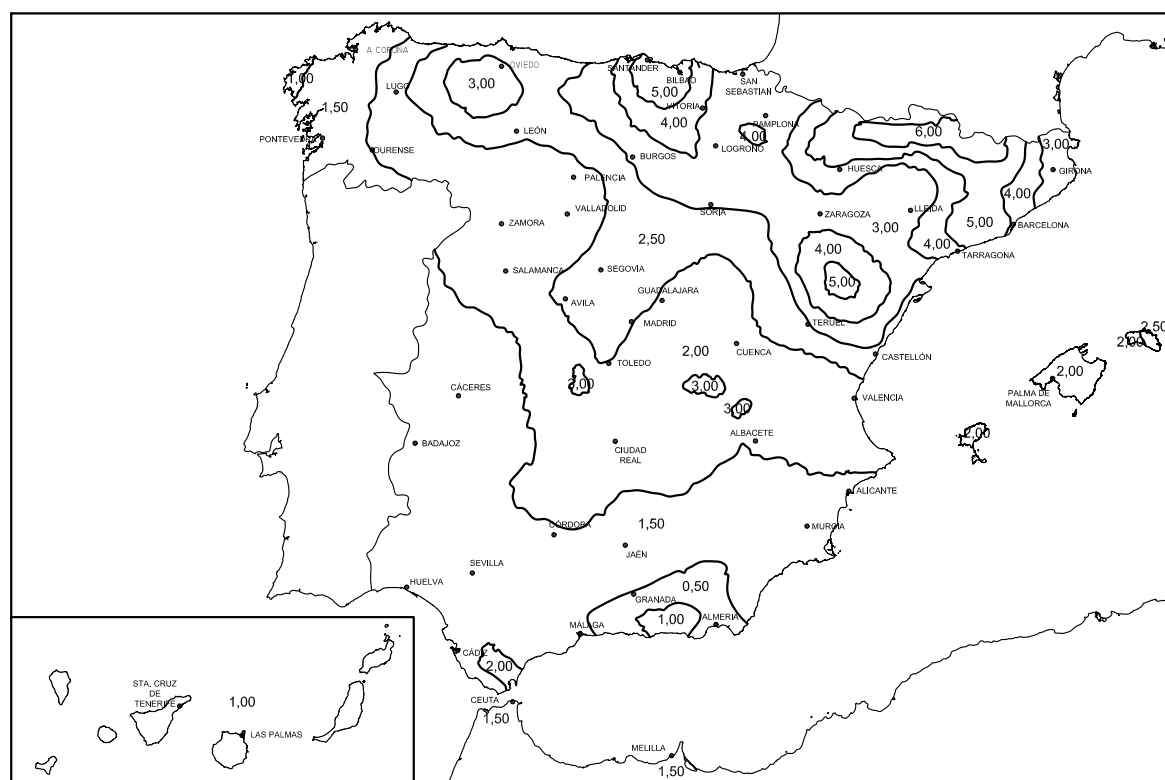 A CORUÑA
OVIEDO
SANTANDER
BILBAO
SAN
SEBASTIAN
1,00
LUGO
3,00
5,00
1,50
VITORIA
4,00
PAMPLONA
6,00
PONTEVEDRA
LEÓN
4,00
LOGROÑO
3,00
OURENSE
BURGOS
HUESCA
GIRONA
PALENCIA
4,00
VALLADOLID
SORIA
ZARAGOZA
LLEIDA
ZAMORA
3,00
5,00
BARCELONA
2,50
4,00
4,00
TARRAGONA
SALAMANCA
SEGOVÍA
5,00
AVILA
GUADALAJARA
MADRID
TERUEL
2,50
2,00
2,00
CUENCA
CASTELLÓN
TOLEDO
2,00
3,00
3,00
CÁCERES
PALMA DE
MALLORCA
VALENCIA
3,00
BADAJOZ
CIUDAD
REAL
ALBACETE
2,00
ALICANTE
1,50
CÓRDOBA
MURCIA
JAÉN
SEVILLA
HUELVA
0,50
GRANADA
1,00
ALMERIA
MÁLAGA
CÁDIZ
2,00
CEUTA
1,50
MELILLA
1,50
STA. CRUZ
DE
TENERIFE
1,00
LAS PALMAS